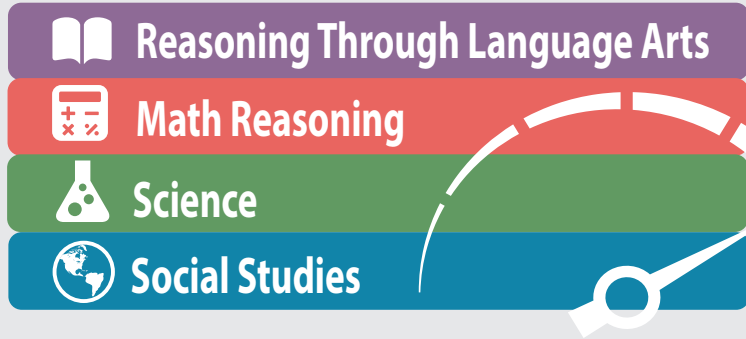 Reasoning Through Language Arts
Math Reasoning
Science
Social Studies